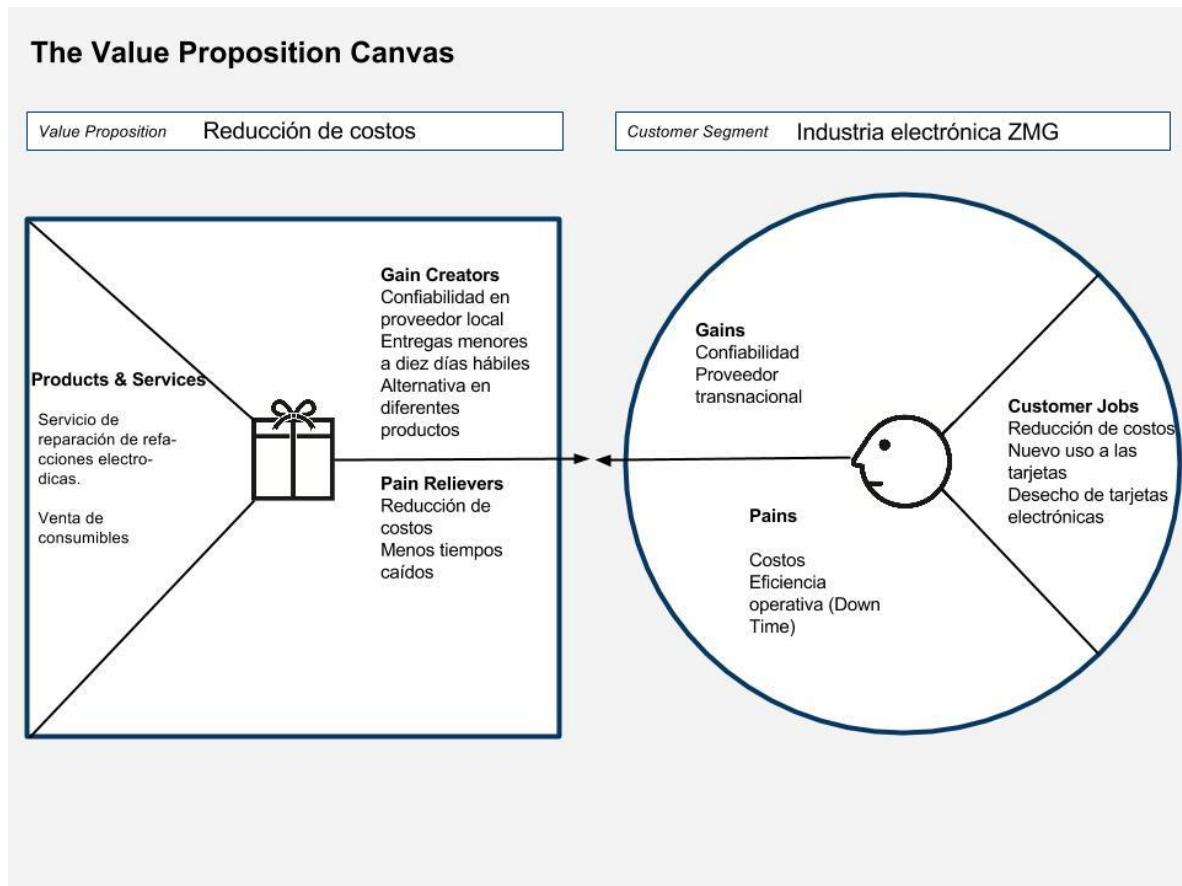 The Value Proposition Canvas
Value Proposition Reducción de costos
Customer Segment Industria electrónica ZMG
Products & Services
Servicio de
reparación de refa-
cciones electro-
dicas.
Venta de
consumibles
Gain Creators
Confiabilidad en
proveedor local
Entregas menores
a diez días hábiles
Alternativa en
diferentes
productos
Pain Relievers
Reducción de
costos
Menos tiempos
caídos
Gains
Confiabilidad
Proveedor
transnacional
Pains
Costos
Eficiencia
operativa (Down
Time)
Customer Jobs
Reducción de costos
Nuevo uso a las
tarjetas
Desecho de tarjetas
electrónicas